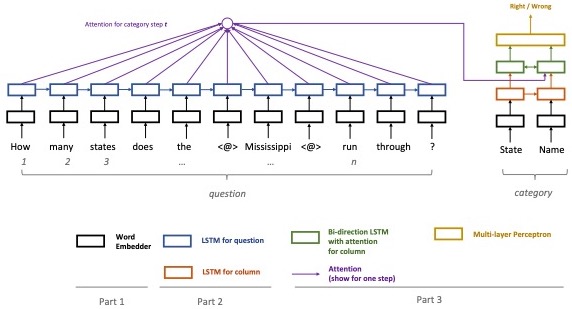 Right / Wrong
Attention for category step t
How many states does the <@> Mississippi <@> run through ?
1 2 3 ... ... n
question
State Name
category
Word Embedder
LSTM for question
LSTM for column
Bi-direction LSTM
with attention
for column
Attention
(show for one step)
Multi-layer Perceptron
Part 1
Part 2
Part 3